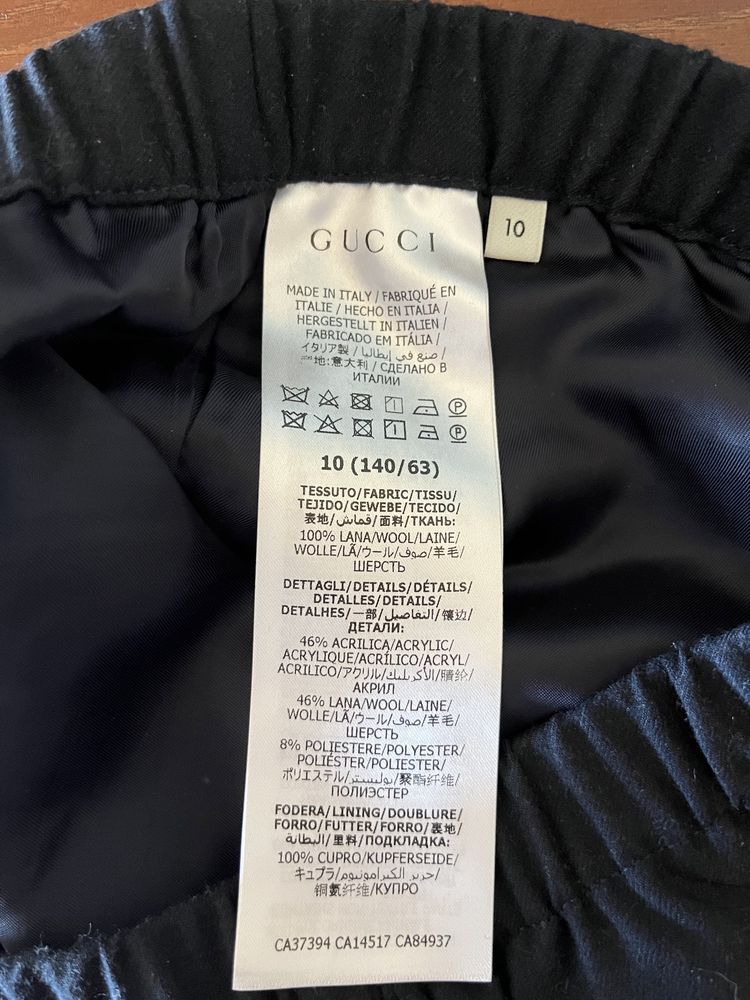 GUCCI
10
MADE IN ITALY / FABRIQUÉ EN
ITALIE / HECHO EN ITALIA /
HERGESTELLT IN ITALIEN /
FABRICADO EM ITÁLIA /
イタリア製 / صنع في إيطاليا /
地:意大利 / СДЕЛАНО В
ИТАЛИИ
10 (140/63)
TESSUTO/FABRIC/TISSU/
TEJIDO/GEWEBE/TECIDO/
表地/قماش/面料/ТКАНЬ:
100% LANA/WOOL/LAINE/
WOLLE/LÃ/ウール/صوف/羊毛/
ШЕРСТЬ
DETTAGLI/DETAILS/DÉTAILS/
DETALLES/DETAILS/
DETALHES/一部/التفاصيل/镶边/
ДЕТАЛИ:
46% ACRILICA/ACRYLIC/
ACRYLIQUE/ACRÍLICO/ACRYL/
ACRILICO/アクリル/الأكريليك/腈纶/
АКРИЛ
46% LANA/WOOL/LAINE/
WOLLE/LÃ/ウール/صوف/羊毛/
ШЕРСТЬ
8% POLIESTERE/POLYESTER/
POLIÉSTER/POLIESTER/
ポリエステル/بوليستر/聚酯纤维/
ПОЛИЭСТЕР
FODERA/LINING/DOUBLURE/
FORRO/FUTTER/FORRO/裏地/
البطانة/里料/ПОДКЛАДКА:
100% CUPRO/KUPFERSEIDE/
キュプラ/حرير الكبرامونيوم/
铜氨纤维/КУПРО
CA37394 CA14517 CA84937